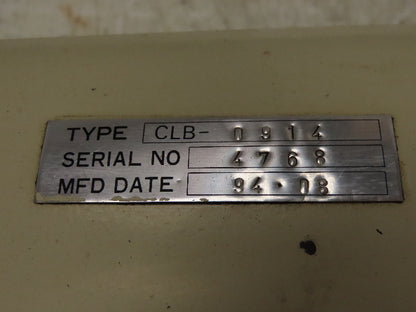 TYPE CLB-0914
SERIAL NO 4768
MFD DATE 94·08